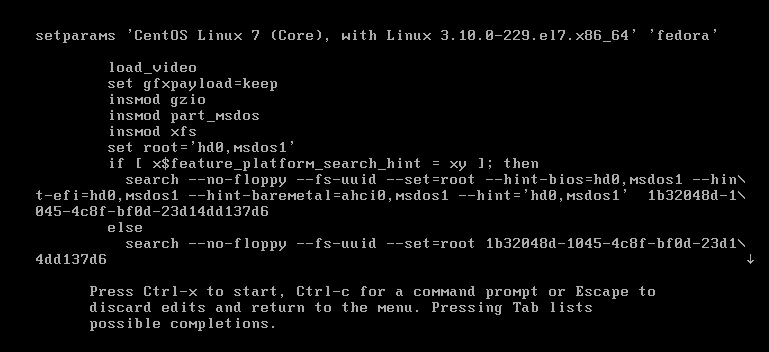 setparams 'CentOS Linux 7 (Core), with Linux 3.10.0-229.el7.x86_64' 'fedora'
load_video
set gfxpayload=keep
insmod gzio
insmod part_msdos
insmod xfs
set root='hd0,msdos1'
if [ x$feature_platform_search_hint = xy ]; then
search --no-floppy --fs-uuid --set=root --hint-bios=hd0,msdos1 --hin\
t-efi=hd0,msdos1 --hint-baremetal=ahci0,msdos1 --hint='hd0,msdos1'  1b32048d-1\
045-4c8f-bf0d-23d14dd137d6
else
search --no-floppy --fs-uuid --set=root 1b32048d-1045-4c8f-bf0d-23d1\
4dd137d6 ↓
Press Ctrl-x to start, Ctrl-c for a command prompt or Escape to
discard edits and return to the menu. Pressing Tab lists
possible completions.